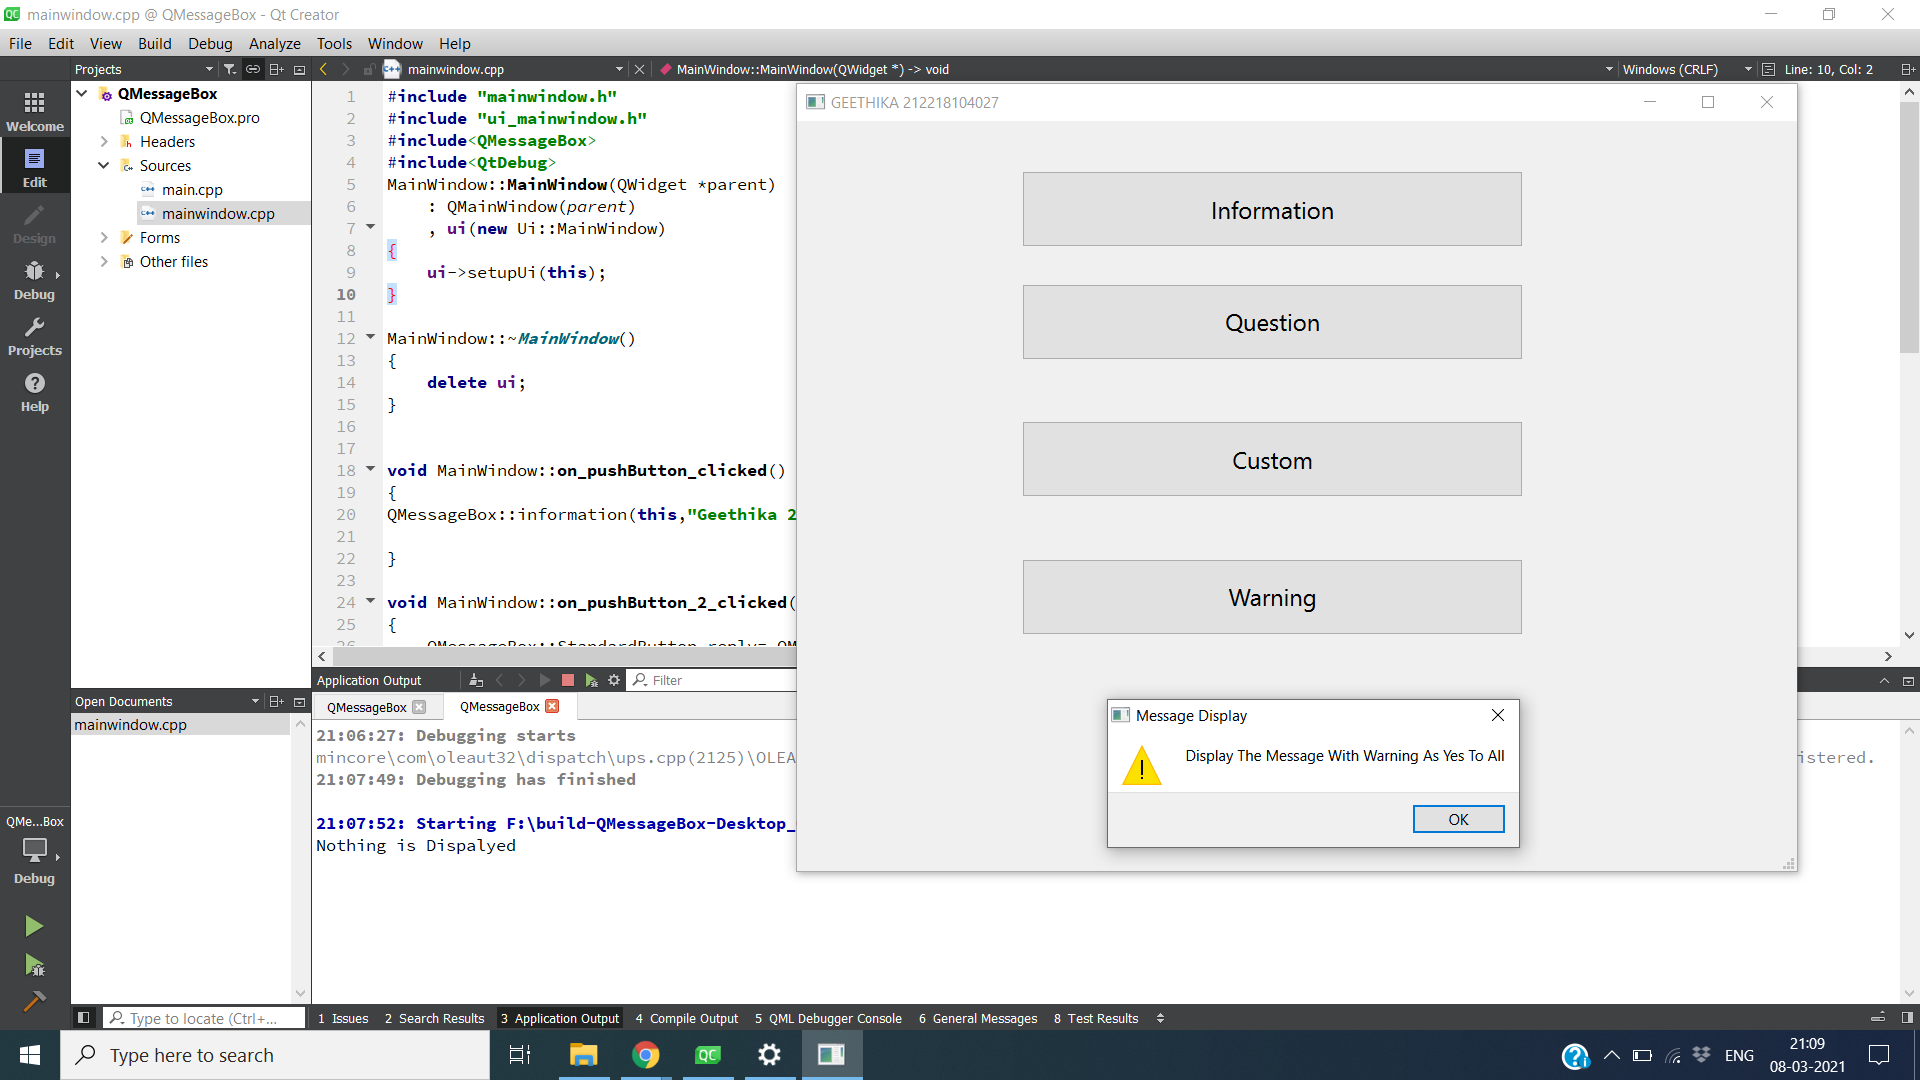 mainwindow.cpp @ QMessageBox - Qt Creator
File Edit View Build Debug Analyze Tools Window Help
Projects
mainwindow.cpp
MainWindow::MainWindow(QWidget *) -> void
Windows (CRLF)
Line: 10, Col: 2
Welcome
Edit
Design
Debug
Projects
Help
QMe...Box
Debug
QMessageBox
QMessageBox.pro
Headers
Sources
main.cpp
mainwindow.cpp
Forms
Other files
Open Documents
mainwindow.cpp
1 #include "mainwindow.h"
2 #include "ui_mainwindow.h"
3 #include<QMessageBox>
4 #include<QtDebug>
5 MainWindow::MainWindow(QWidget *parent)
6 : QMainWindow(parent)
7 , ui(new Ui::MainWindow)
8 {
9 ui->setupUi(this);
10 }
11
12 MainWindow::~MainWindow()
13 {
14 delete ui;
15 }
16
17
18 void MainWindow::on_pushButton_clicked()
19 {
20 QMessageBox::information(this,"Geethika 2
21
22 }
23
24 void MainWindow::on_pushButton_2_clicked(
25 {
26 QMessageBox::StandardButton reply= QM
GEETHIKA 212218104027
Information
Question
Custom
Warning
Message Display
Display The Message With Warning As Yes To All
OK
Application Output
Filter
QMessageBox
QMessageBox
21:06:27: Debugging starts
mincore\com\oleaut32\dispatch\ups.cpp(2125)\OLEA
istered.
21:07:49: Debugging has finished
21:07:52: Starting F:\build-QMessageBox-Desktop_
Nothing is Dispalyed
Type to locate (Ctrl+...
1 Issues 2 Search Results 3 Application Output 4 Compile Output 5 QML Debugger Console 6 General Messages 8 Test Results
Type here to search
QC
ENG
21:09
08-03-2021